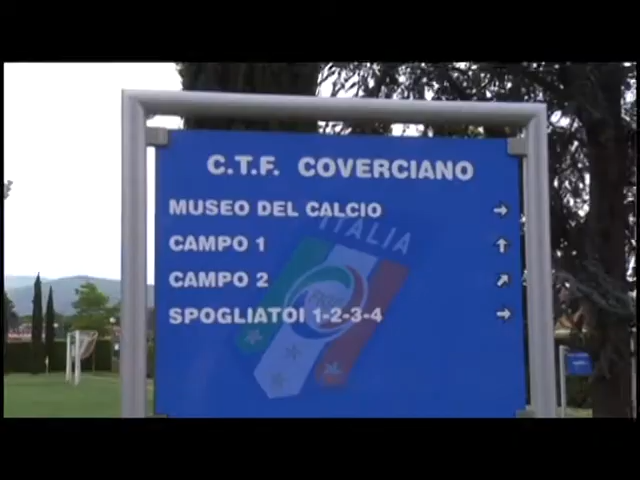 C.T.F. COVERCIANO
MUSEO DEL CALCIO →
CAMPO 1 ↑
CAMPO 2 ↗
SPOGLIATOI 1-2-3-4 →
ITALIA